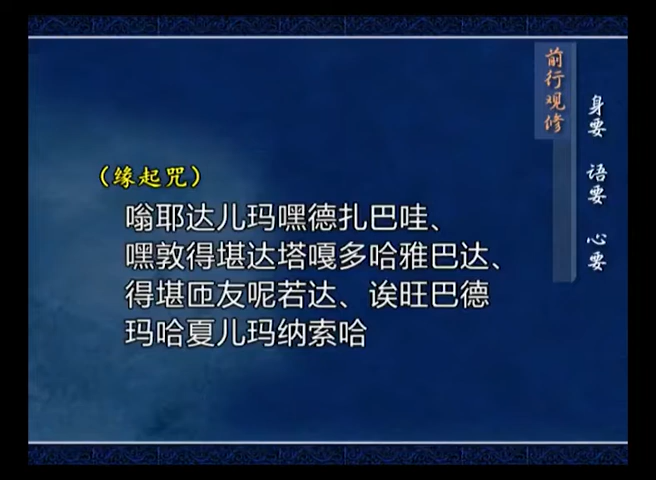 前行观修
身要 语要 心要
（缘起咒）
嗡耶达儿玛嘿德扎巴哇、
嘿敦得堪达塔嘎多哈雅巴达、
得堪匝友呢若达、诶旺巴德
玛哈夏儿玛纳索哈